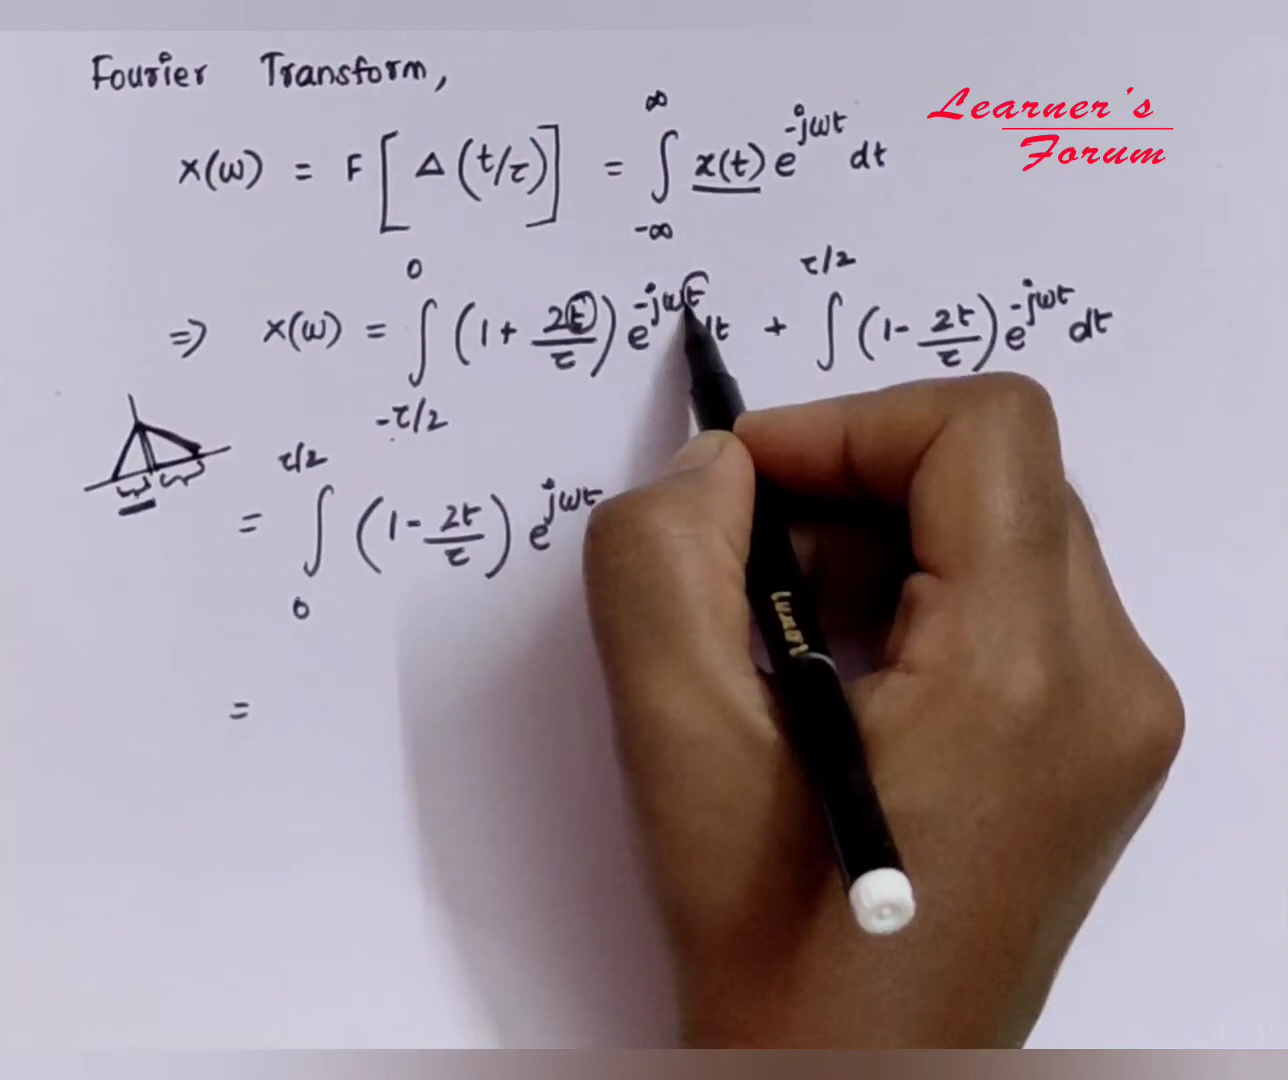 Fourier Transform,
Learner's
Forum
X(ω) = F[Δ(t/τ)] = ∫_{-∞}^{∞} x(t) e^{-jωt} dt
⇒ X(ω) = ∫_{-τ/2}^{0} (1 + 2t/τ) e^{-jωt} dt + ∫^{τ/2} (1 - 2t/τ) e^{-jωt} dt
= ∫_{0}^{τ/2} (1 - 2t/τ) e^{jωt}
=
Luxor